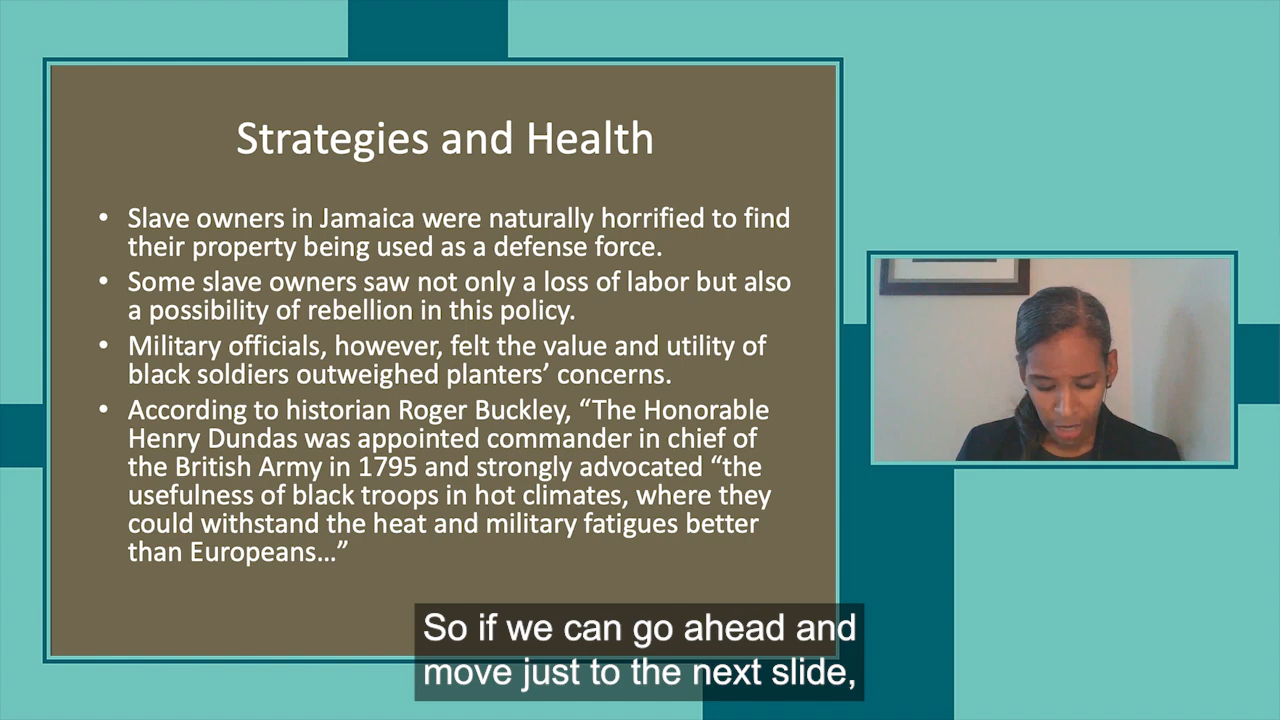 Strategies and Health
• Slave owners in Jamaica were naturally horrified to find
their property being used as a defense force.
• Some slave owners saw not only a loss of labor but also
a possibility of rebellion in this policy.
• Military officials, however, felt the value and utility of
black soldiers outweighed planters’ concerns.
• According to historian Roger Buckley, “The Honorable
Henry Dundas was appointed commander in chief of
the British Army in 1795 and strongly advocated “the
usefulness of black troops in hot climates, where they
could withstand the heat and military fatigues better
than Europeans…”
So if we can go ahead and
move just to the next slide,